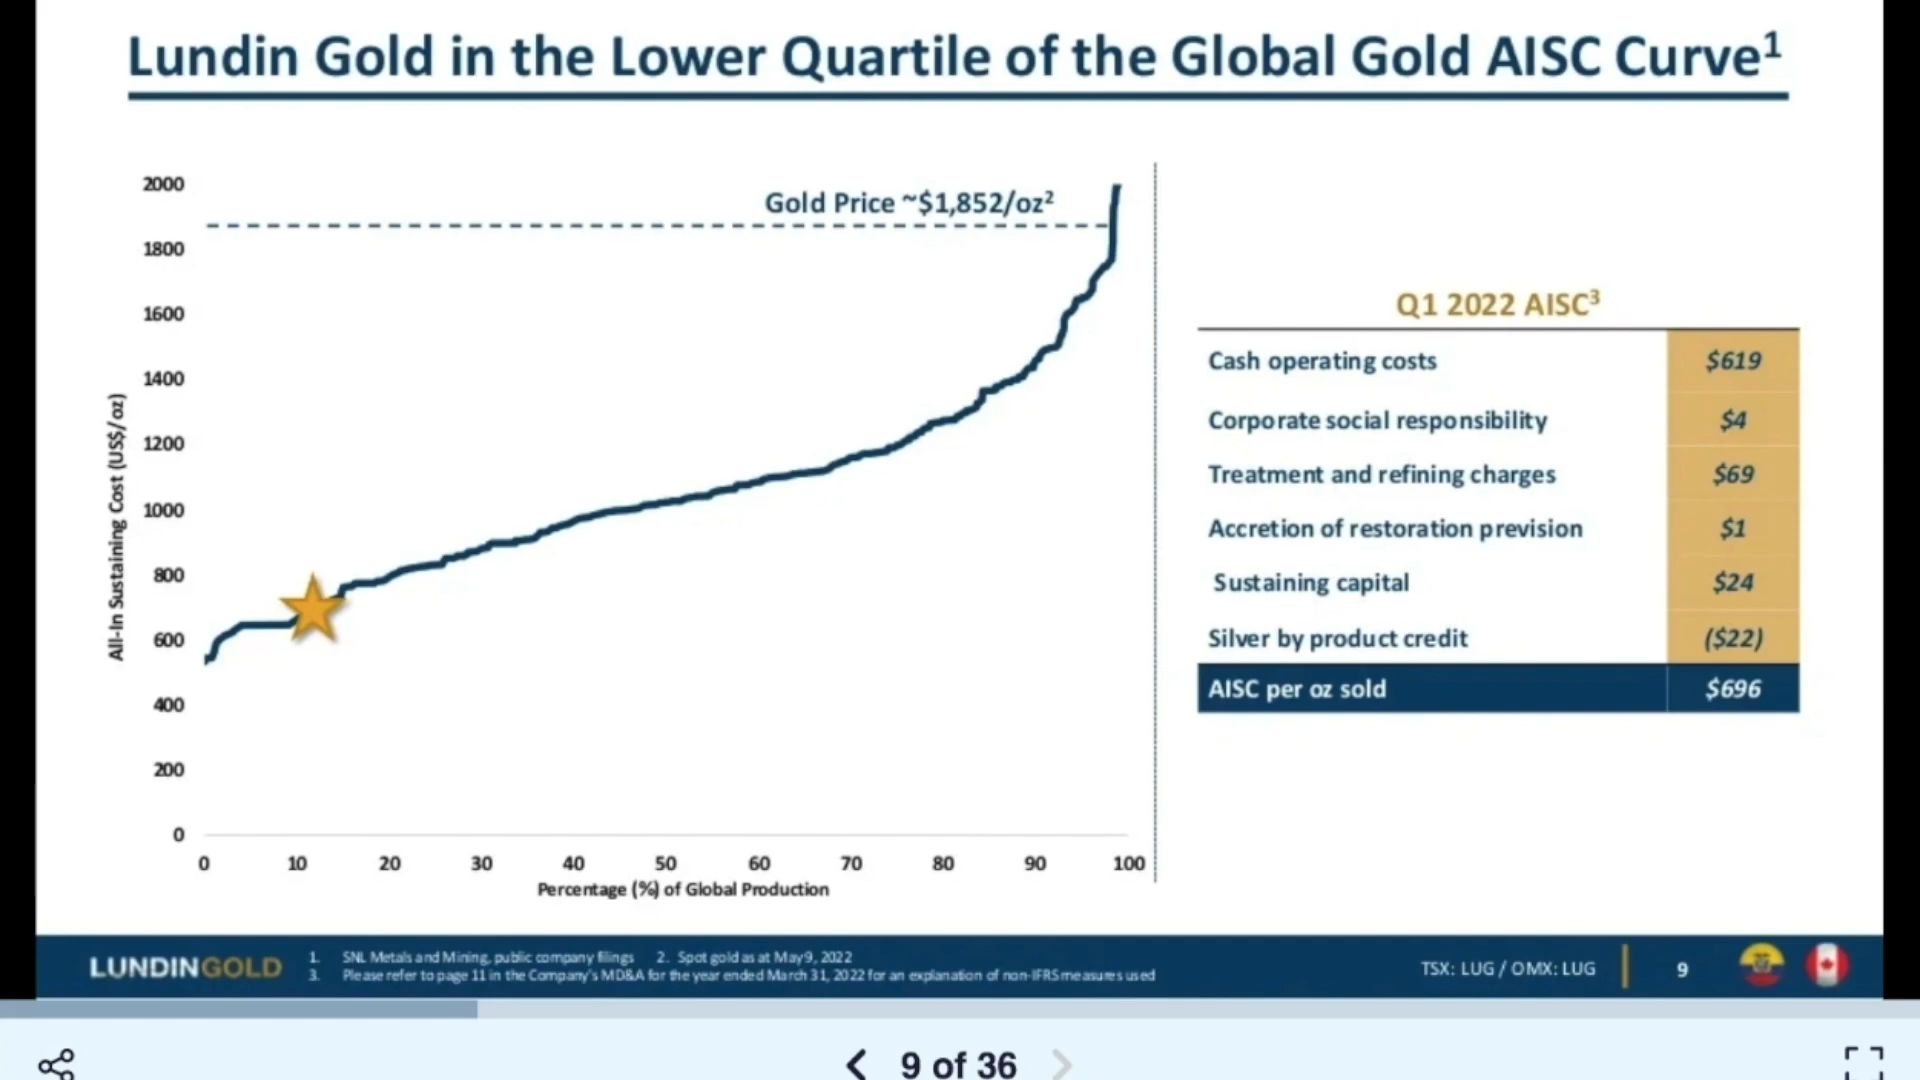 Lundin Gold in the Lower Quartile of the Global Gold AISC Curve¹
All-In Sustaining Cost (US$/oz)
2000
1800
1600
1400
1200
1000
800
600
400
200
0
Gold Price ~$1,852/oz²
0 10 20 30 40 50 60 70 80 90 100
Percentage (%) of Global Production
Q1 2022 AISC³
Cash operating costs $619
Corporate social responsibility $4
Treatment and refining charges $69
Accretion of restoration prevision $1
Sustaining capital $24
Silver by product credit ($22)
AISC per oz sold $696
LUNDINGOLD
1. SNL Metals and Mining, public company filings 2. Spot gold as at May 9, 2022
3. Please refer to page 11 in the Company's MD&A for the year ended March 31, 2022 for an explanation of non-IFRS measures used
TSX: LUG / OMX: LUG
9
9 of 36